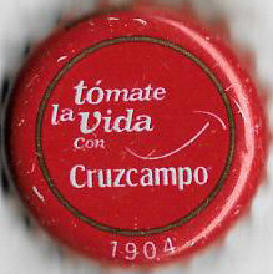 tómate
la Vida
con
Cruzcampo
1904